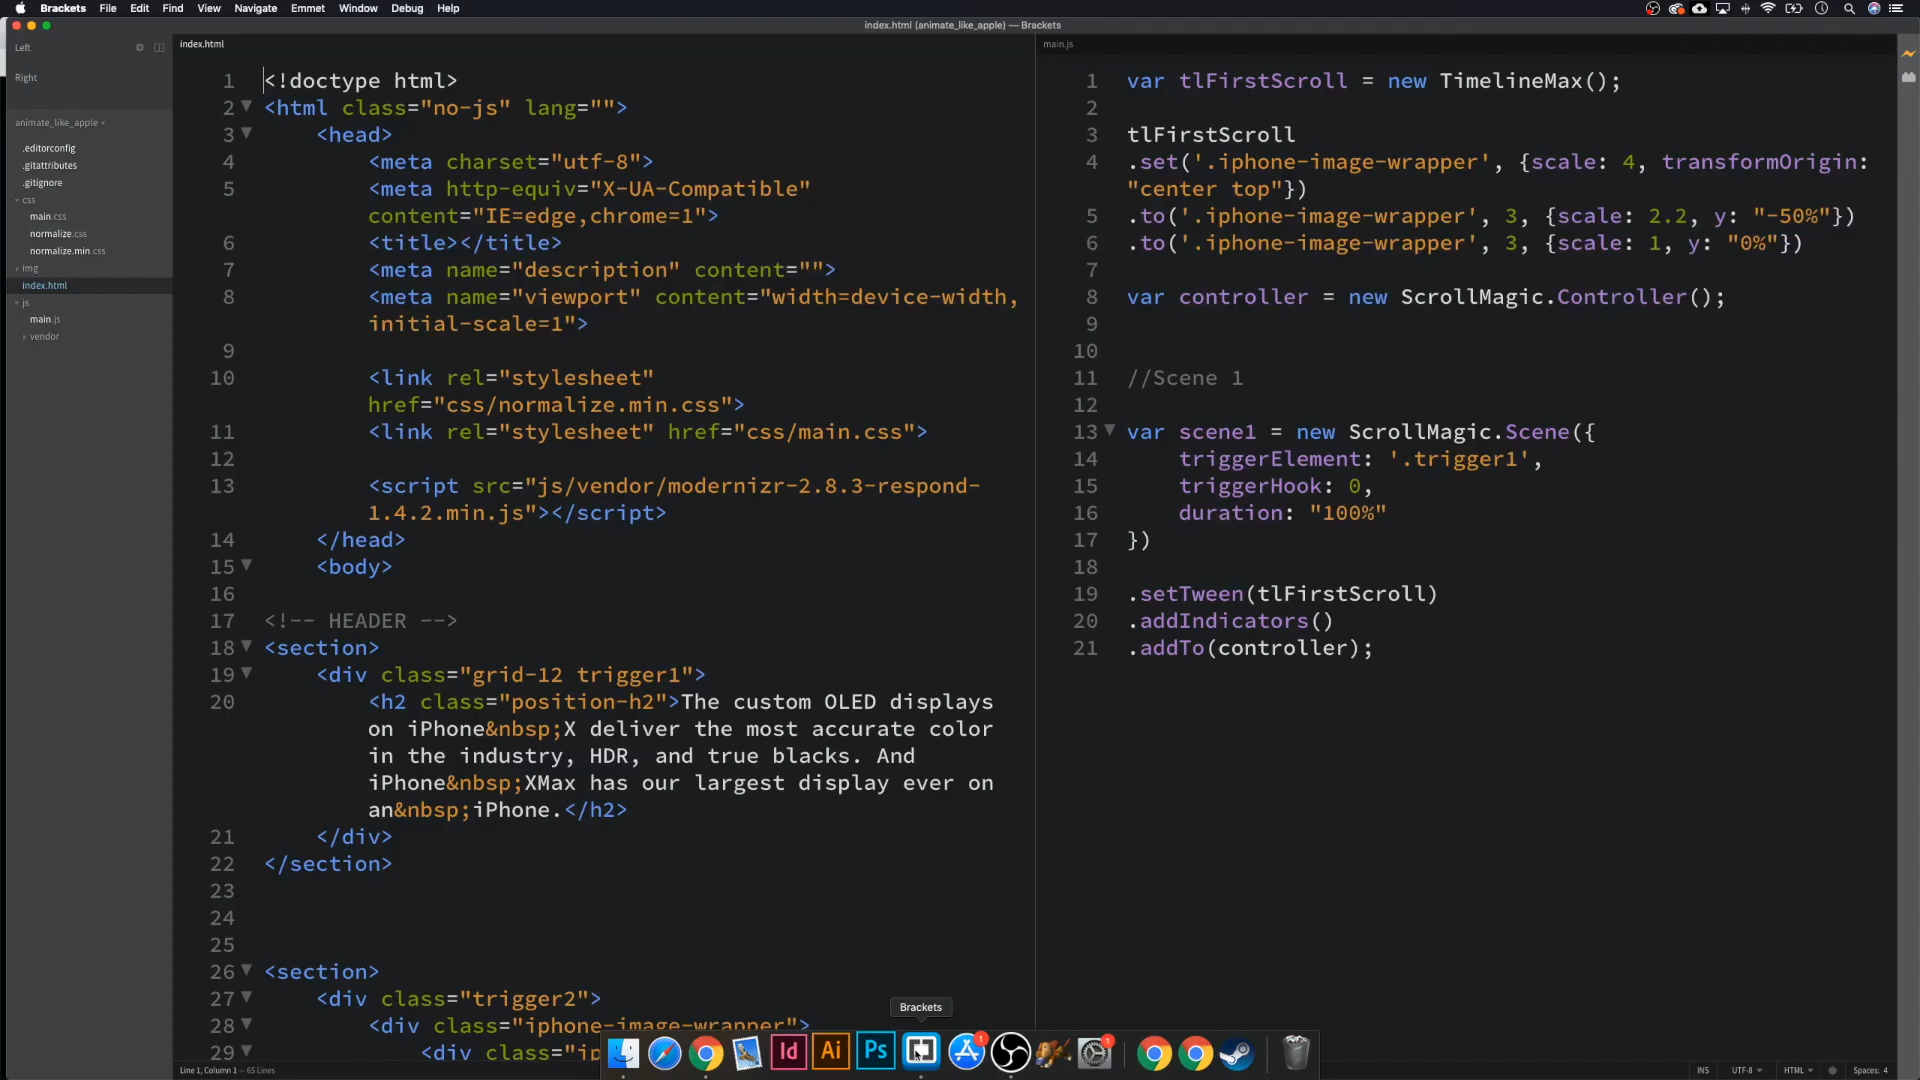 Brackets File Edit Find View Navigate Emmet Window Debug Help
index.html (animate_like_apple) — Brackets
Left
Right
animate_like_apple
.editorconfig
.gitattributes
.gitignore
css
main.css
normalize.css
normalize.min.css
img
index.html
js
main.js
vendor
index.html
1 <!doctype html>
2 <html class="no-js" lang="">
3 <head>
4 <meta charset="utf-8">
5 <meta http-equiv="X-UA-Compatible"
content="IE=edge,chrome=1">
6 <title></title>
7 <meta name="description" content="">
8 <meta name="viewport" content="width=device-width,
initial-scale=1">
9
10 <link rel="stylesheet"
href="css/normalize.min.css">
11 <link rel="stylesheet" href="css/main.css">
12
13 <script src="js/vendor/modernizr-2.8.3-respond-
1.4.2.min.js"></script>
14 </head>
15 <body>
16
17 <!-- HEADER -->
18 <section>
19 <div class="grid-12 trigger1">
20 <h2 class="position-h2">The custom OLED displays
on iPhone&nbsp;X deliver the most accurate color
in the industry, HDR, and true blacks. And
iPhone&nbsp;XMax has our largest display ever on
an&nbsp;iPhone.</h2>
21 </div>
22 </section>
23
24
25
26 <section>
27 <div class="trigger2">
28 <div class="iphone-image-wrapper">
29 <div class="ip
main.js
1 var tlFirstScroll = new TimelineMax();
2
3 tlFirstScroll
4 .set('.iphone-image-wrapper', {scale: 4, transformOrigin:
"center top"})
5 .to('.iphone-image-wrapper', 3, {scale: 2.2, y: "-50%"})
6 .to('.iphone-image-wrapper', 3, {scale: 1, y: "0%"})
7
8 var controller = new ScrollMagic.Controller();
9
10
11 //Scene 1
12
13 var scene1 = new ScrollMagic.Scene({
14 triggerElement: '.trigger1',
15 triggerHook: 0,
16 duration: "100%"
17 })
18
19 .setTween(tlFirstScroll)
20 .addIndicators()
21 .addTo(controller);
Brackets
Id Ai Ps 1 1
Line 1, Column 1 — 65 Lines
INS UTF-8 HTML Spaces: 4